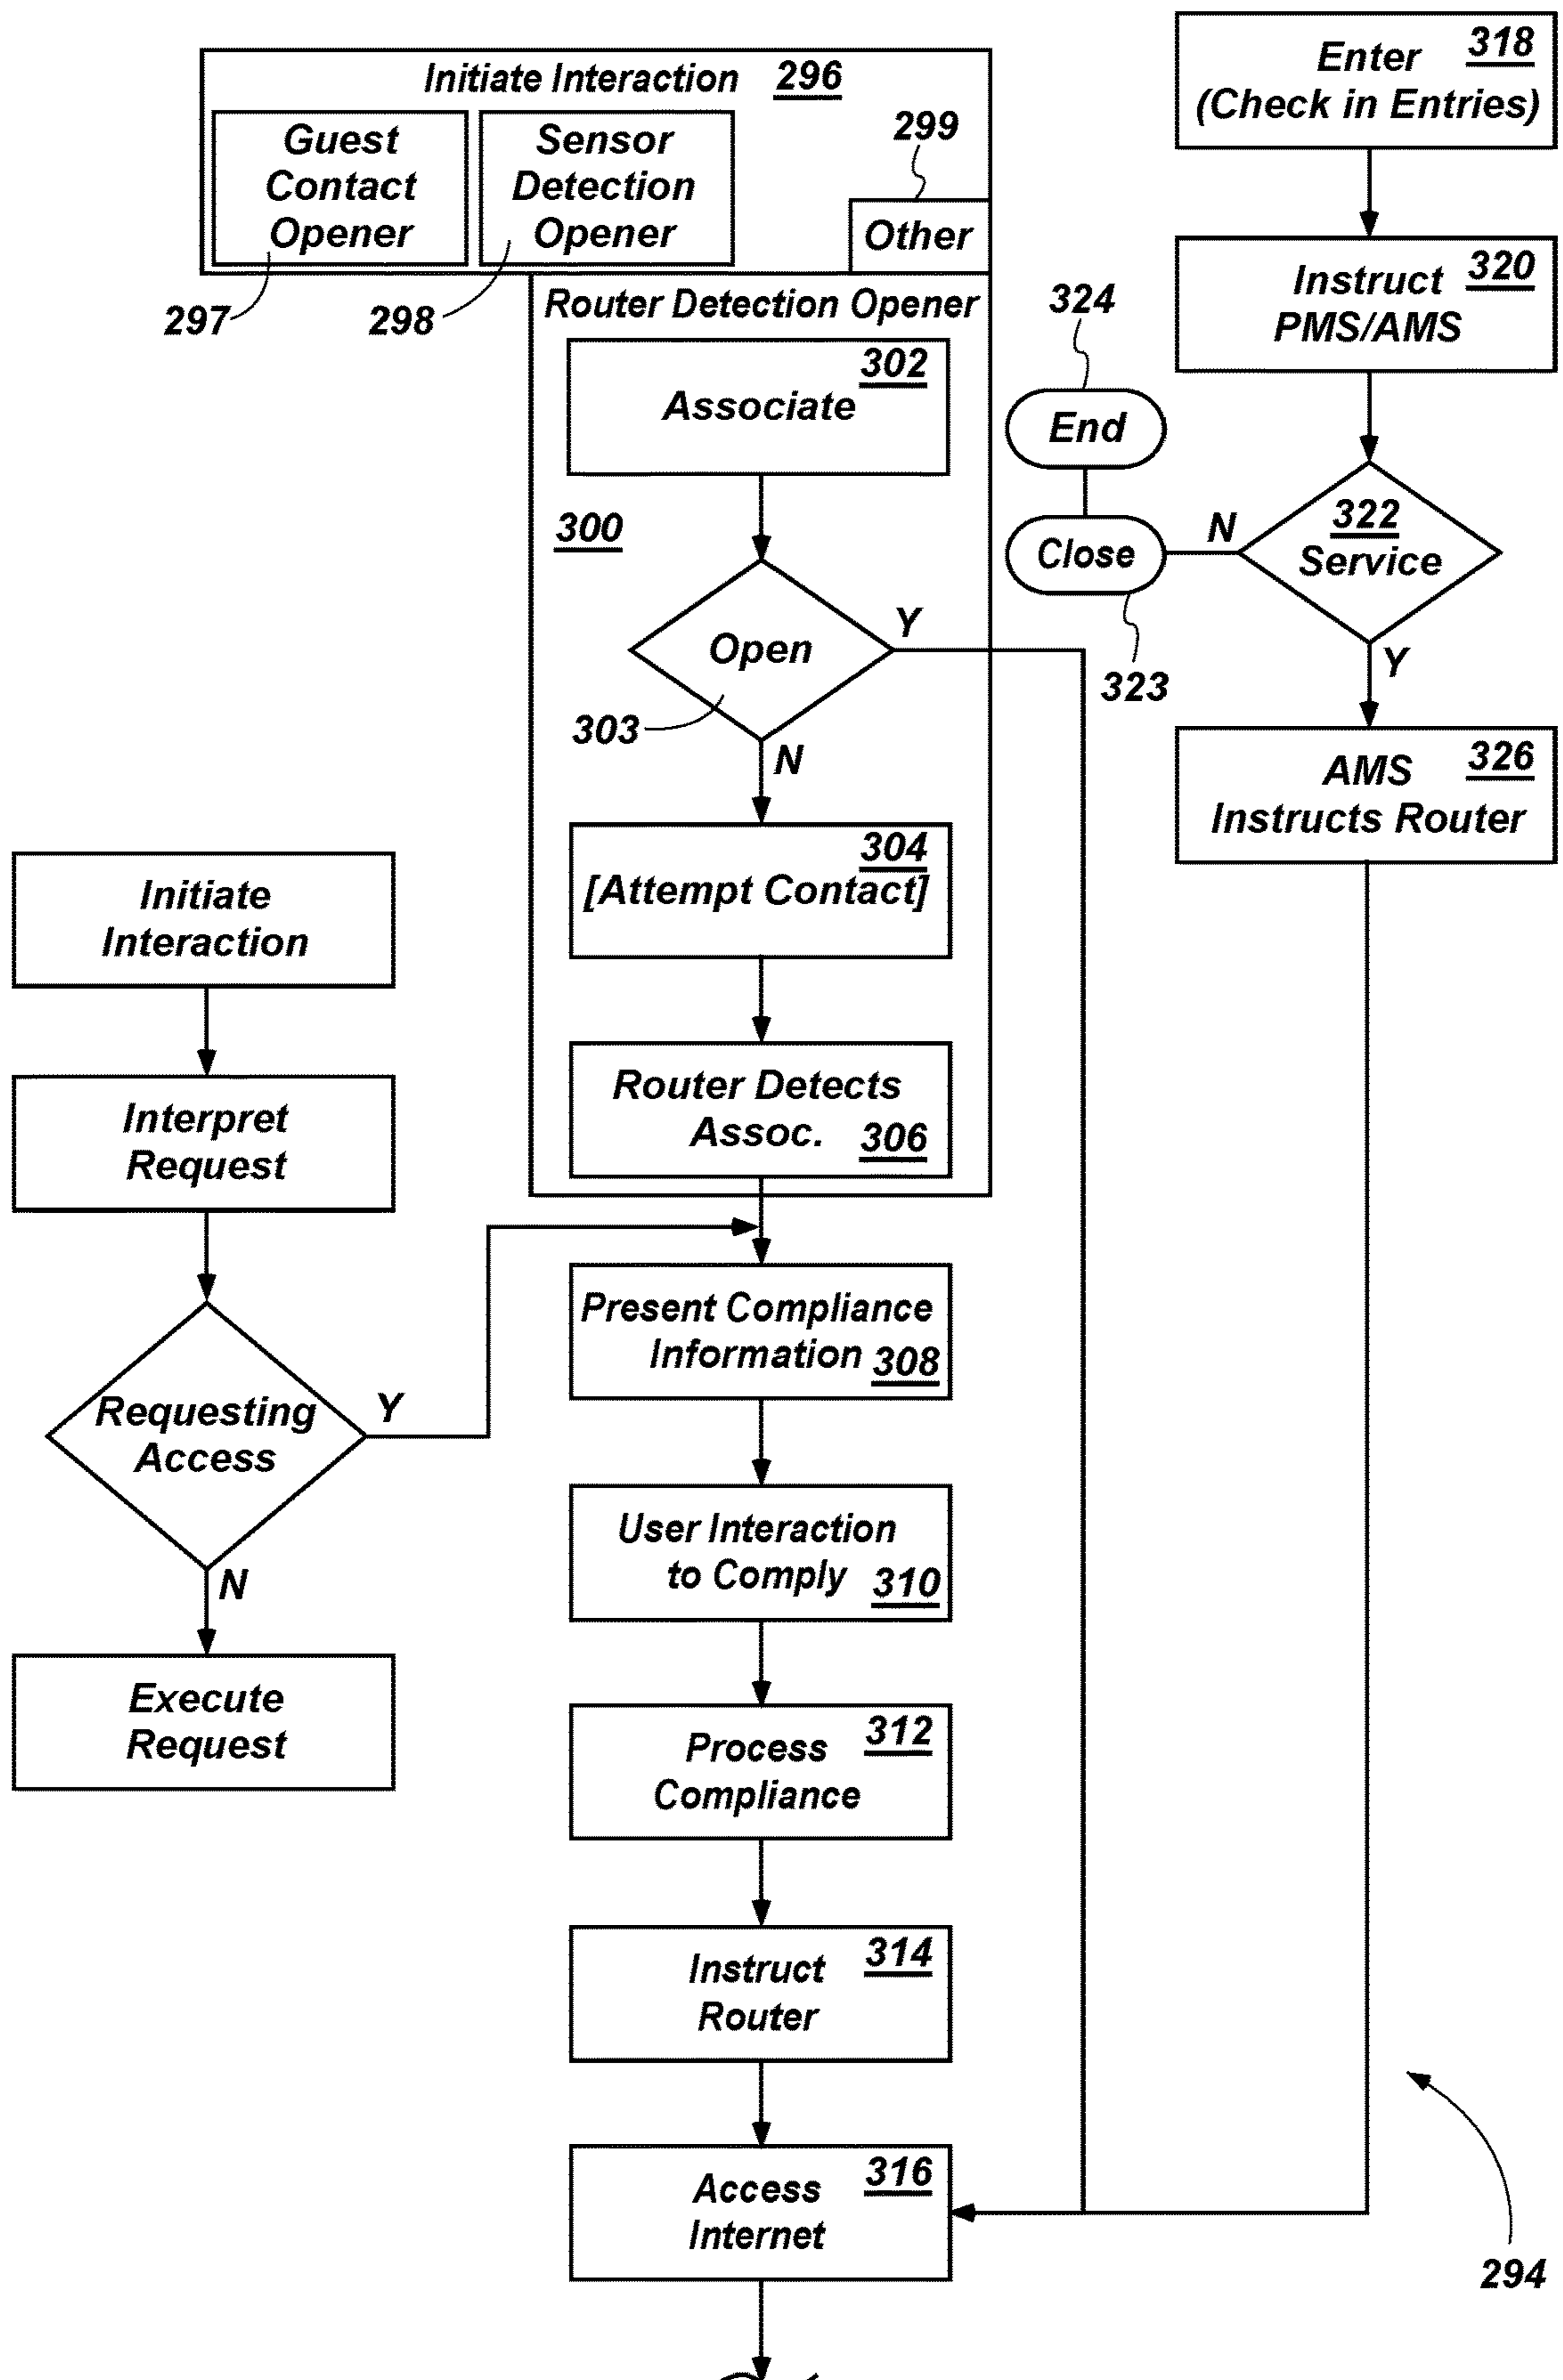 Initiate Interaction 296
Guest
Contact
Opener
Sensor
Detection
Opener
299
Other
297
298
Router Detection Opener
302
Associate
300
Open
Y
303
N
304
[Attempt Contact]
Router Detects
Assoc. 306
Initiate
Interaction
Interpret
Request
Requesting
Access
Y
N
Execute
Request
Present Compliance
Information 308
User Interaction
to Comply 310
312
Process
Compliance
314
Instruct
Router
316
Access
Internet
Enter 318
(Check in Entries)
Instruct 320
PMS/AMS
324
End
Close
323
N
322
Service
Y
AMS 326
Instructs Router
294